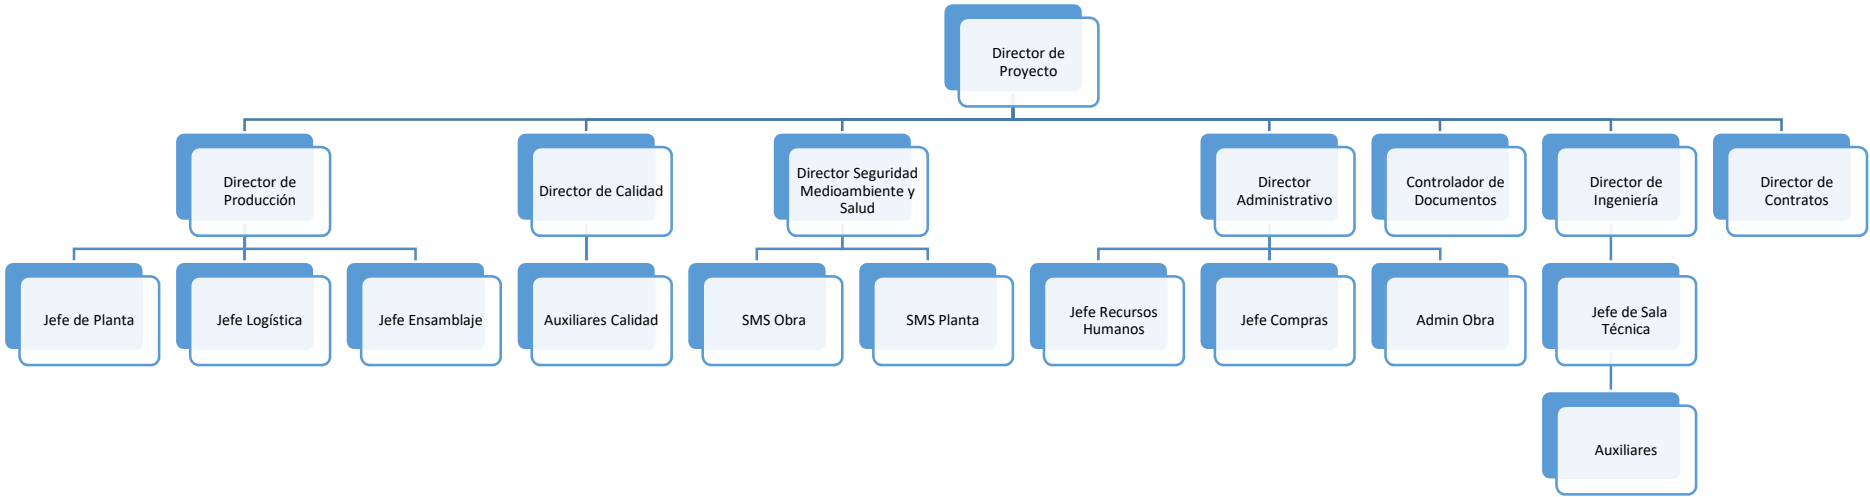 Director de
Proyecto
Director de
Producción
Director de Calidad
Director Seguridad
Medioambiente y
Salud
Director
Administrativo
Controlador de
Documentos
Director de
Ingeniería
Director de
Contratos
Jefe de Planta
Jefe Logística
Jefe Ensamblaje
Auxiliares Calidad
SMS Obra
SMS Planta
Jefe Recursos
Humanos
Jefe Compras
Admin Obra
Jefe de Sala
Técnica
Auxiliares